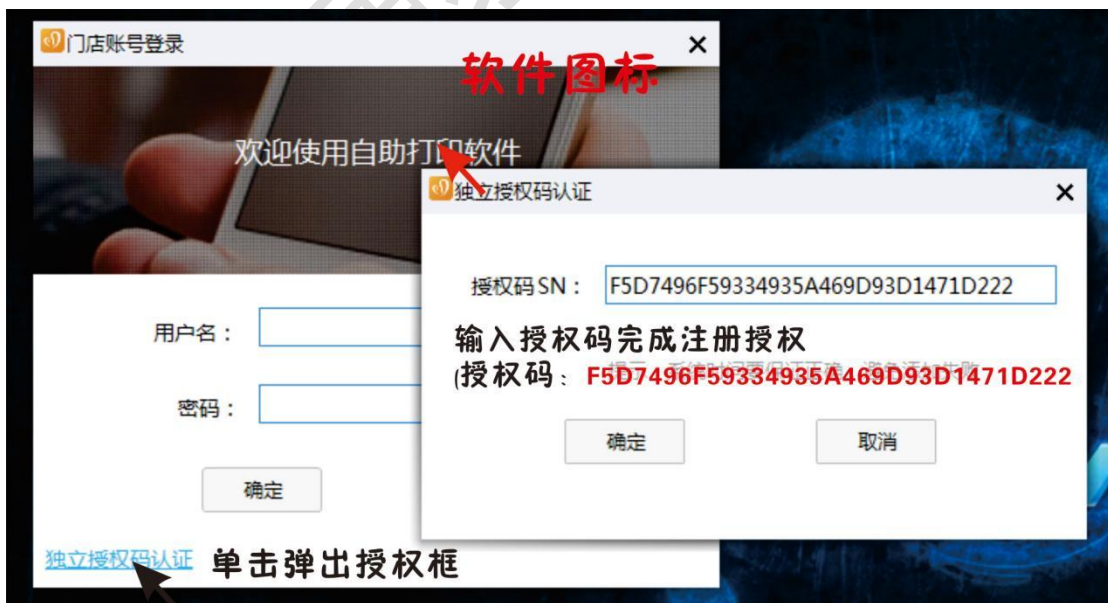 门店账号登录
软件图标
欢迎使用自助打印软件
独立授权码认证
授权码 SN：
F5D7496F59334935A469D93D1471D222
用户名：
输入授权码完成注册授权
(授权码：F5D7496F59334935A469D93D1471D222
密码：
确定
取消
确定
独立授权码认证
单击弹出授权框